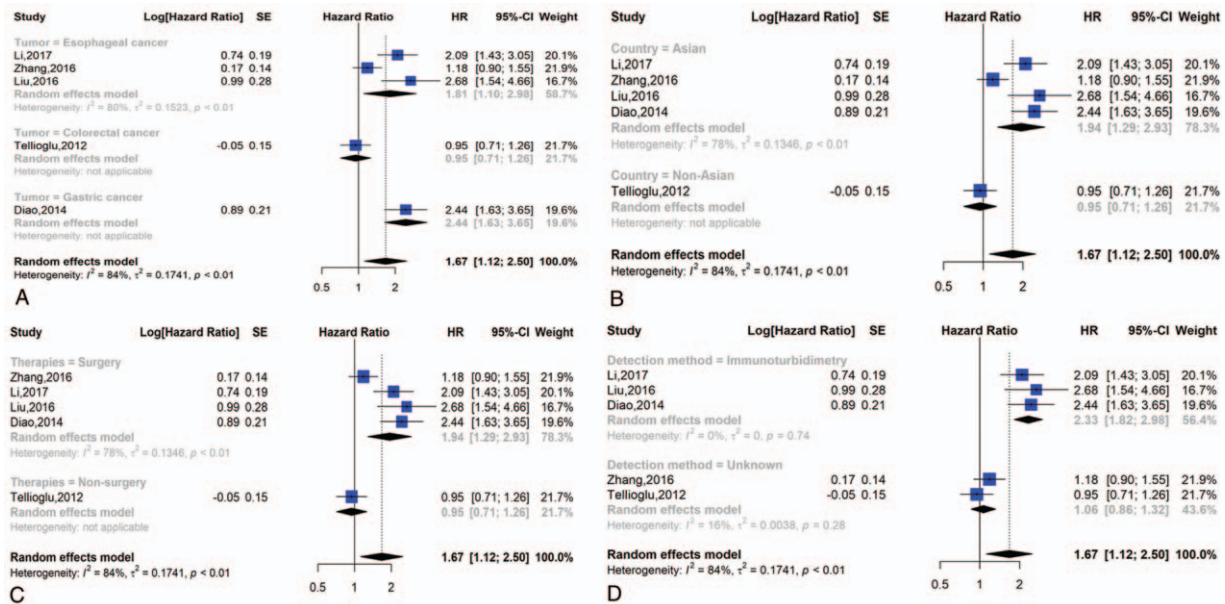 Study Log[Hazard Ratio] SE Hazard Ratio HR 95%-CI Weight
Tumor = Esophageal cancer
Li,2017 0.74 0.19 2.09 [1.43; 3.05] 20.1%
Zhang,2016 0.17 0.14 1.18 [0.90; 1.55] 21.9%
Liu,2016 0.99 0.28 2.68 [1.54; 4.66] 16.7%
Random effects model 1.81 [1.10; 2.98] 58.7%
Heterogeneity: I² = 80%, τ² = 0.1523, p < 0.01
Tumor = Colorectal cancer
Tellioglu,2012 -0.05 0.15 0.95 [0.71; 1.26] 21.7%
Random effects model 0.95 [0.71; 1.26] 21.7%
Heterogeneity: not applicable
Tumor = Gastric cancer
Diao,2014 0.89 0.21 2.44 [1.63; 3.65] 19.6%
Random effects model 2.44 [1.63; 3.65] 19.6%
Heterogeneity: not applicable
Random effects model 1.67 [1.12; 2.50] 100.0%
Heterogeneity: I² = 84%, τ² = 0.1741, p < 0.01
0.5 1 2
A
Study Log[Hazard Ratio] SE Hazard Ratio HR 95%-CI Weight
Country = Asian
Li,2017 0.74 0.19 2.09 [1.43; 3.05] 20.1%
Zhang,2016 0.17 0.14 1.18 [0.90; 1.55] 21.9%
Liu,2016 0.99 0.28 2.68 [1.54; 4.66] 16.7%
Diao,2014 0.89 0.21 2.44 [1.63; 3.65] 19.6%
Random effects model 1.94 [1.29; 2.93] 78.3%
Heterogeneity: I² = 78%, τ² = 0.1346, p < 0.01
Country = Non-Asian
Tellioglu,2012 -0.05 0.15 0.95 [0.71; 1.26] 21.7%
Random effects model 0.95 [0.71; 1.26] 21.7%
Heterogeneity: not applicable
Random effects model 1.67 [1.12; 2.50] 100.0%
Heterogeneity: I² = 84%, τ² = 0.1741, p < 0.01
0.5 1 2
B
Study Log[Hazard Ratio] SE Hazard Ratio HR 95%-CI Weight
Therapies = Surgery
Zhang,2016 0.17 0.14 1.18 [0.90; 1.55] 21.9%
Li,2017 0.74 0.19 2.09 [1.43; 3.05] 20.1%
Liu,2016 0.99 0.28 2.68 [1.54; 4.66] 16.7%
Diao,2014 0.89 0.21 2.44 [1.63; 3.65] 19.6%
Random effects model 1.94 [1.29; 2.93] 78.3%
Heterogeneity: I² = 78%, τ² = 0.1346, p < 0.01
Therapies = Non-surgery
Tellioglu,2012 -0.05 0.15 0.95 [0.71; 1.26] 21.7%
Random effects model 0.95 [0.71; 1.26] 21.7%
Heterogeneity: not applicable
Random effects model 1.67 [1.12; 2.50] 100.0%
Heterogeneity: I² = 84%, τ² = 0.1741, p < 0.01
0.5 1 2
C
Study Log[Hazard Ratio] SE Hazard Ratio HR 95%-CI Weight
Detection method = Immunoturbidimetry
Li,2017 0.74 0.19 2.09 [1.43; 3.05] 20.1%
Liu,2016 0.99 0.28 2.68 [1.54; 4.66] 16.7%
Diao,2014 0.89 0.21 2.44 [1.63; 3.65] 19.6%
Random effects model 2.33 [1.82; 2.98] 56.4%
Heterogeneity: I² = 0%, τ² = 0, p = 0.74
Detection method = Unknown
Zhang,2016 0.17 0.14 1.18 [0.90; 1.55] 21.9%
Tellioglu,2012 -0.05 0.15 0.95 [0.71; 1.26] 21.7%
Random effects model 1.06 [0.86; 1.32] 43.6%
Heterogeneity: I² = 16%, τ² = 0.0038, p = 0.28
Random effects model 1.67 [1.12; 2.50] 100.0%
Heterogeneity: I² = 84%, τ² = 0.1741, p < 0.01
0.5 1 2
D